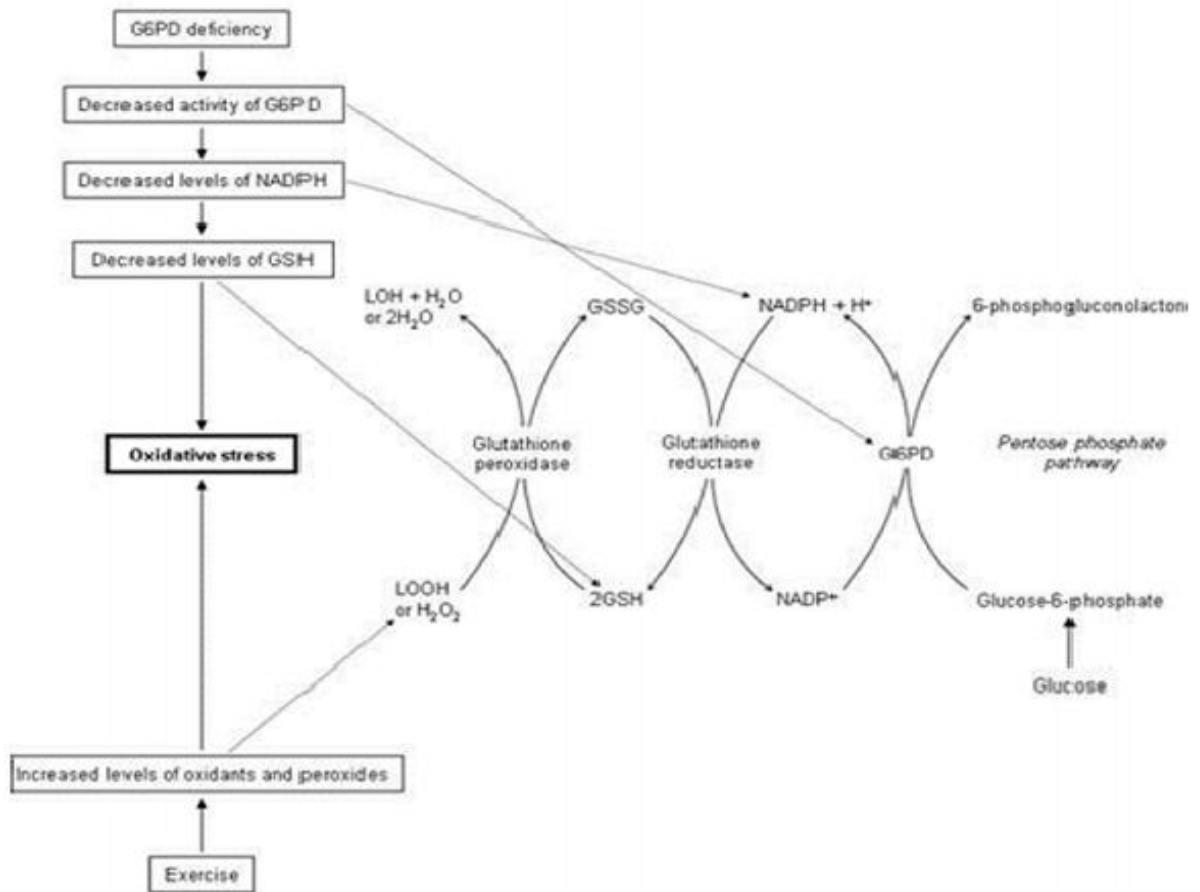 G6PD deficiency
Decreased activity of G6PD
Decreased levels of NADPH
Decreased levels of GSH
LOH + H₂O
or 2H₂O
GSSG
NADPH + H⁺
6-phosphogluconolacton
Oxidative stress
Glutathione
peroxidase
Glutathione
reductase
G6PD
Pentose phosphate
pathway
LOOH
or H₂O₂
2GSH
NADP⁺
Glucose-6-phosphate
Glucose
Increased levels of oxidants and peroxides
Exercise